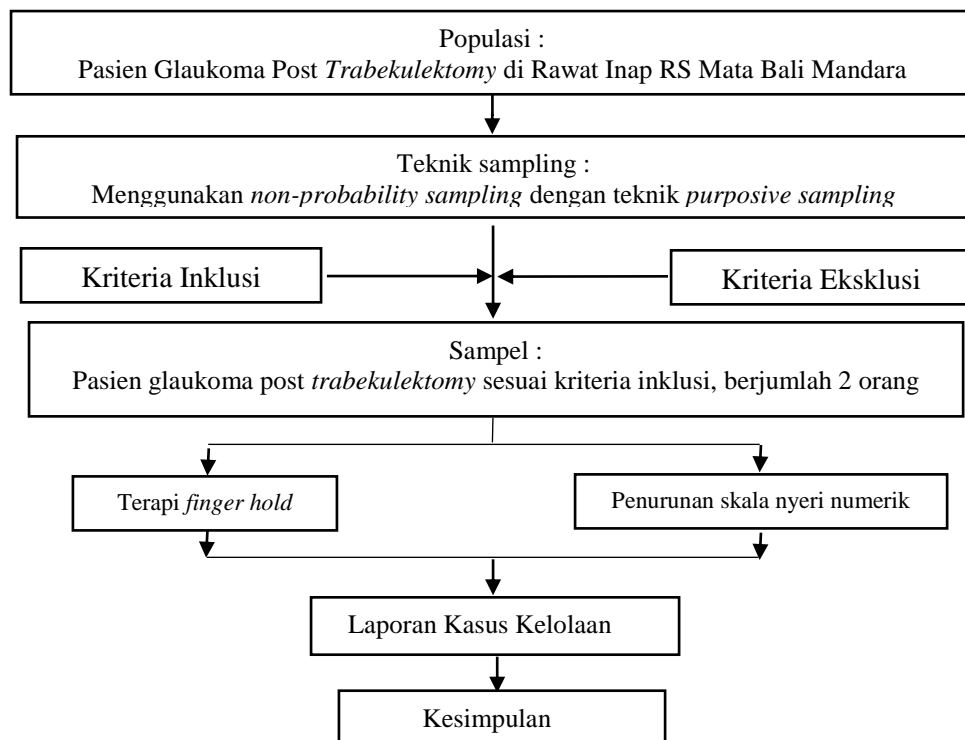 Populasi :
Pasien Glaukoma Post Trabekulektomy di Rawat Inap RS Mata Bali Mandara
Teknik sampling :
Menggunakan non-probability sampling dengan teknik purposive sampling
Kriteria Inklusi
Kriteria Eksklusi
Sampel :
Pasien glaukoma post trabekulektomy sesuai kriteria inklusi, berjumlah 2 orang
Terapi finger hold
Penurunan skala nyeri numerik
Laporan Kasus Kelolaan
Kesimpulan